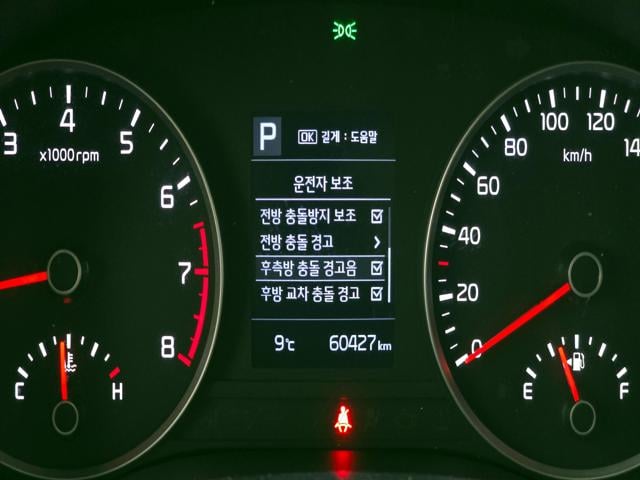 P OK 길게 : 도움말
운전자 보조
전방 충돌방지 보조
전방 충돌 경고
후측방 충돌 경고음
후방 교차 충돌 경고
9℃ 60427km
3 4 5 6 7 8
x1000rpm
C H
0 20 40 60 80 100 120 14
km/h
E F